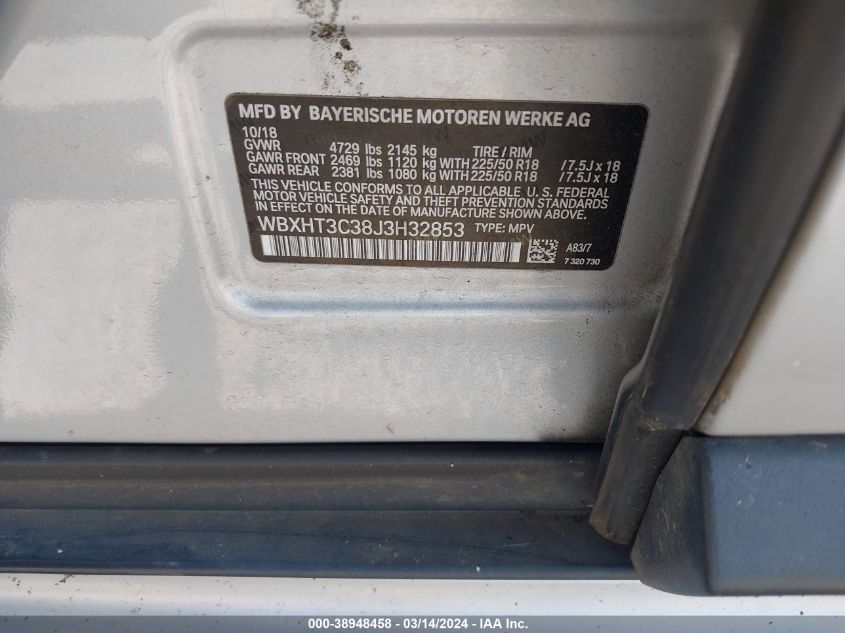 MFD BY BAYERISCHE MOTOREN WERKE AG
10/18
GVWR 4729 lbs 2145 kg TIRE / RIM
GAWR FRONT 2469 lbs 1120 kg WITH 225/50 R18 /7.5J x 18
GAWR REAR 2381 lbs 1080 kg WITH 225/50 R18 /7.5J x 18
THIS VEHICLE CONFORMS TO ALL APPLICABLE U. S. FEDERAL
MOTOR VEHICLE SAFETY AND THEFT PREVENTION STANDARDS
IN EFFECT ON THE DATE OF MANUFACTURE SHOWN ABOVE.
WBXHT3C38J3H32853 TYPE: MPV
A83/7
7 320 730
000-38948458 - 03/14/2024 - IAA Inc.